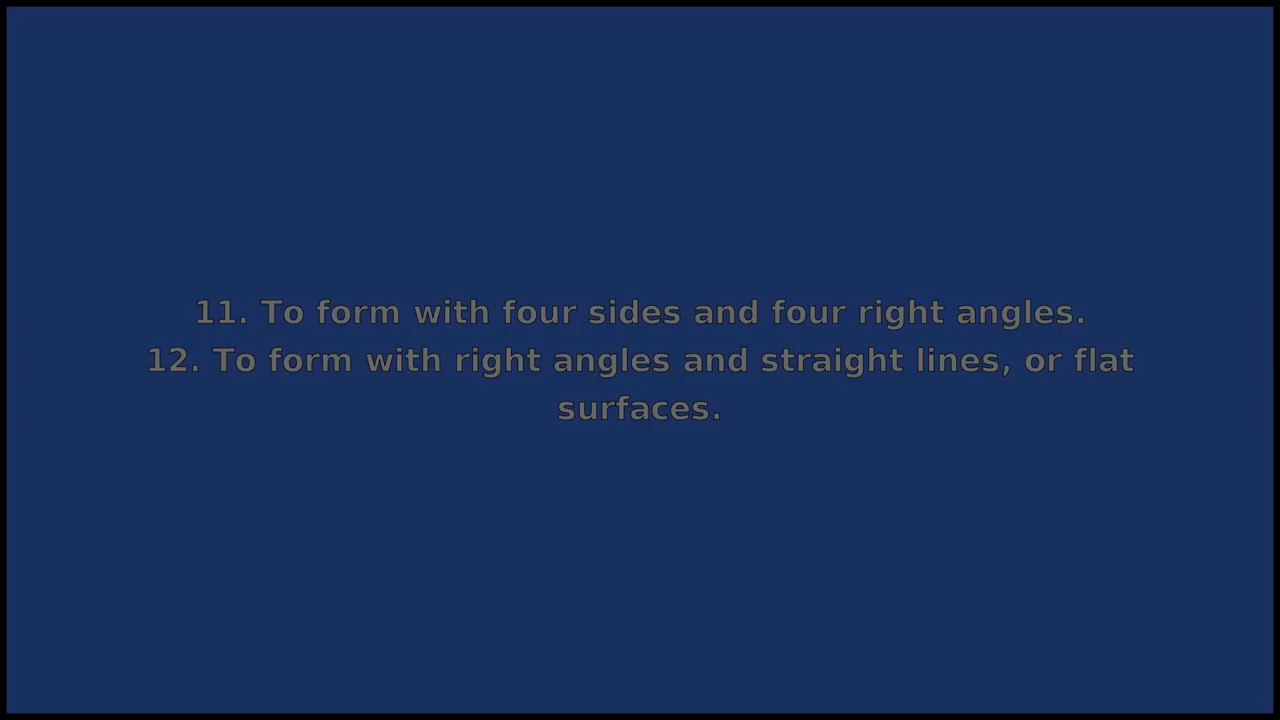 11. To form with four sides and four right angles.
12. To form with right angles and straight lines, or flat
surfaces.